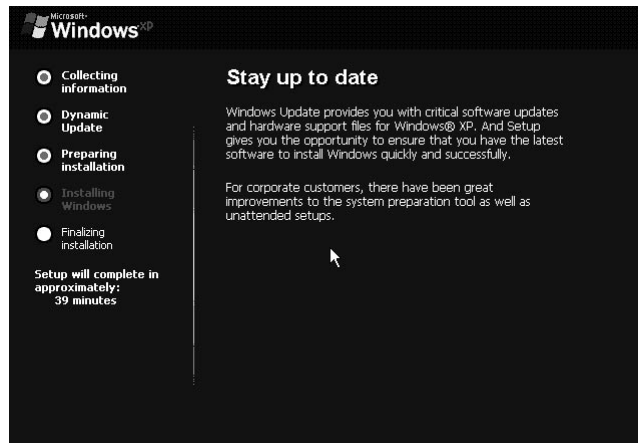 Microsoft®
Windows xp
Collecting
information
Dynamic
Update
Preparing
installation
Installing
Windows
Finalizing
installation
Setup will complete in
approximately:
39 minutes
Stay up to date
Windows Update provides you with critical software updates
and hardware support files for Windows® XP. And Setup
gives you the opportunity to ensure that you have the latest
software to install Windows quickly and successfully.
For corporate customers, there have been great
improvements to the system preparation tool as well as
unattended setups.